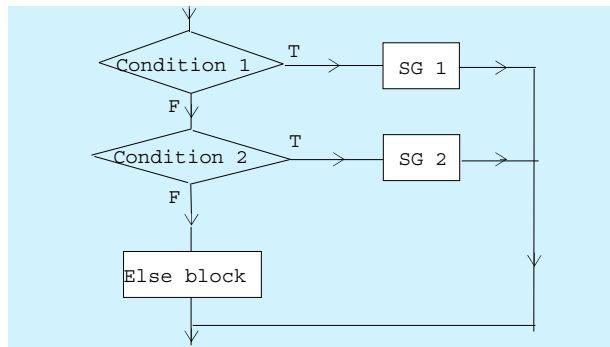 T
Condition 1
SG 1
F
T
Condition 2
SG 2
F
Else block